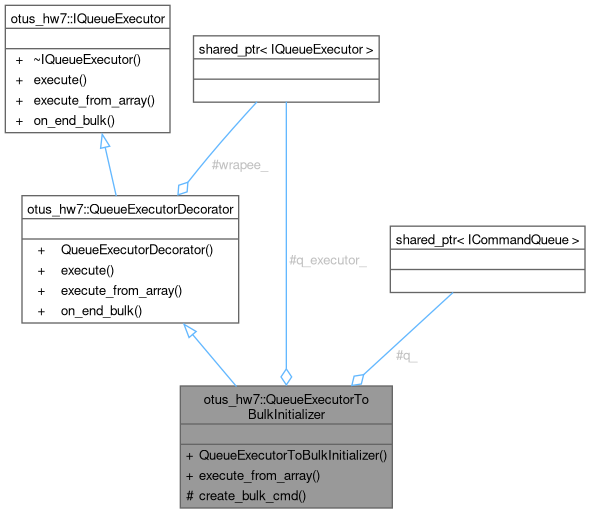 otus_hw7::IQueueExecutor
+ ~IQueueExecutor()
+ execute()
+ execute_from_array()
+ on_end_bulk()
shared_ptr< IQueueExecutor >
#wrapee_
otus_hw7::QueueExecutorDecorator
+ QueueExecutorDecorator()
+ execute()
+ execute_from_array()
+ on_end_bulk()
#q_executor_
shared_ptr< ICommandQueue >
#q_
otus_hw7::QueueExecutorTo
BulkInitializer
+ QueueExecutorToBulkInitializer()
+ execute_from_array()
# create_bulk_cmd()